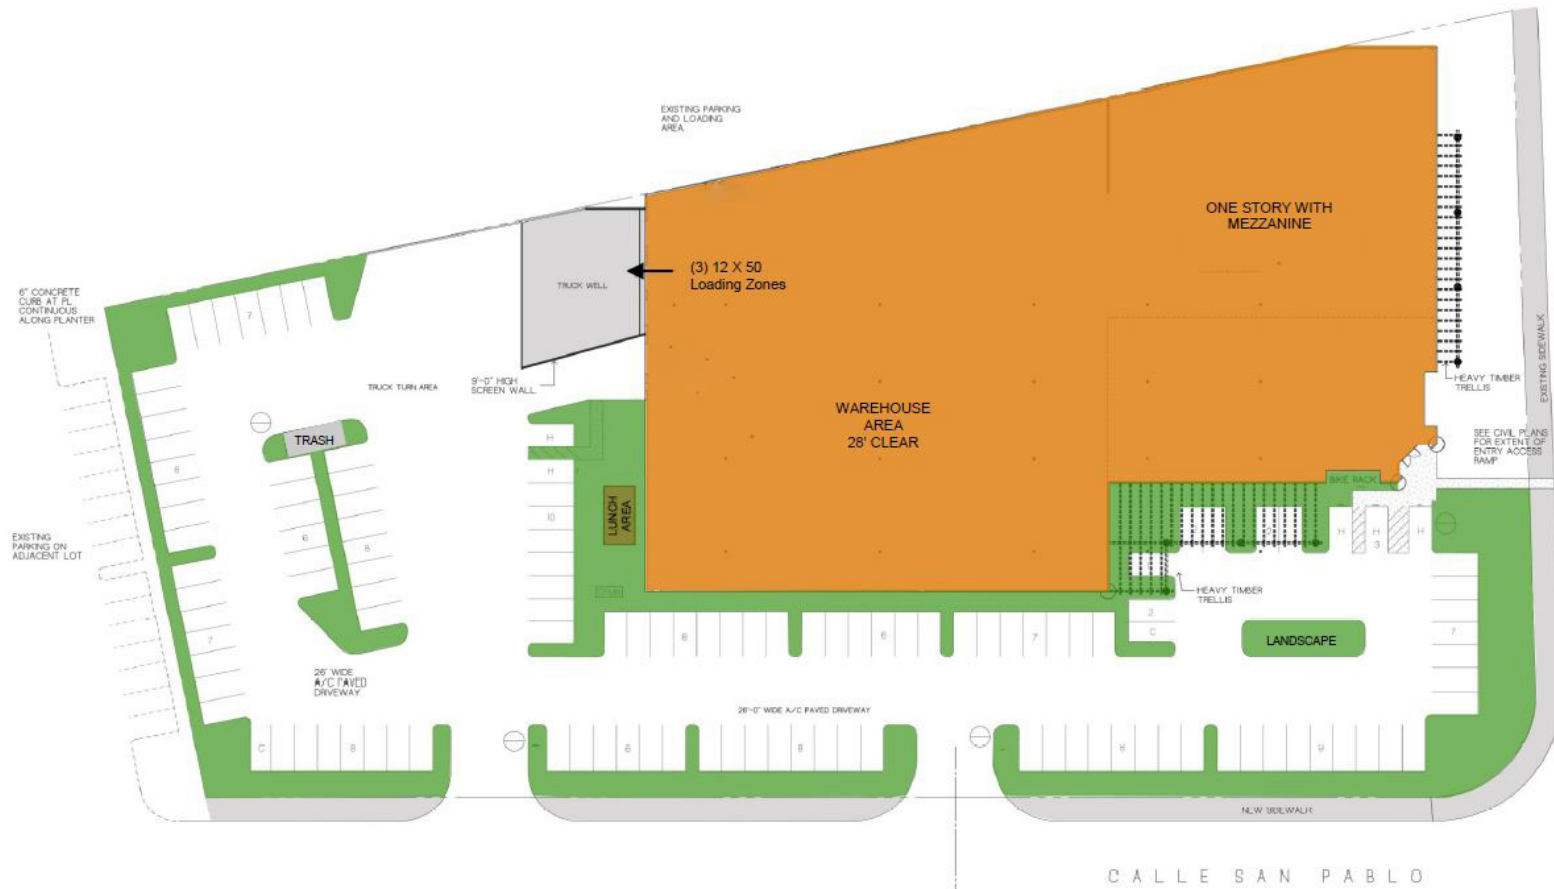 EXISTING PARKING
AND LOADING
AREA
ONE STORY WITH
MEZZANINE
(3) 12 X 50
Loading Zones
TRUCK WELL
6" CONCRETE
CURB AT PL
CONTINUOUS
ALONG PLANTER
7
TRUCK TURN AREA
9'-0" HIGH
SCREEN WALL
HEAVY TIMBER
TRELLIS
EXISTING SIDEWALK
WAREHOUSE
AREA
28' CLEAR
TRASH
H
H
SEE CIVIL PLANS
FOR EXTENT OF
ENTRY ACCESS
RAMP
8
BIKE RACK
LUNCH
AREA
10
EXISTING
PARKING ON
ADJACENT LOT
6
8
H
H
3
H
HEAVY TIMBER
TRELLIS
7
8
6
7
2
C
LANDSCAPE
7
26' WIDE
A/C PAVED
DRIVEWAY
26'-0" WIDE A/C PAVED DRIVEWAY
C
8
6
8
8
9
NEW SIDEWALK
CALLE SAN PABLO